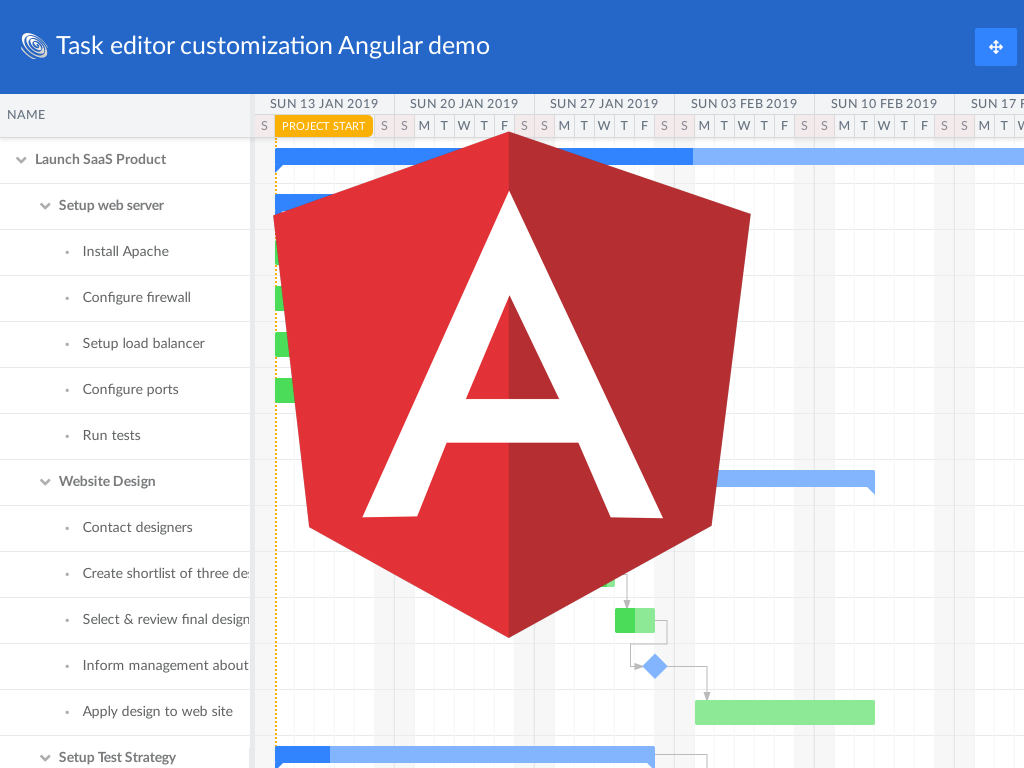 Task editor customization Angular demo
NAME
SUN 13 JAN 2019 SUN 20 JAN 2019 SUN 27 JAN 2019 SUN 03 FEB 2019 SUN 10 FEB 2019 SUN 17 F
S PROJECT START F S S M T W T F S S M T W T F S S M T W T F S S M T W T F S S M T W
Launch SaaS Product
Setup web server
Install Apache
Configure firewall
Setup load balancer
Configure ports
Run tests
Website Design
Contact designers
Create shortlist of three des
Select & review final design
Inform management about
Apply design to web site
Setup Test Strategy
A